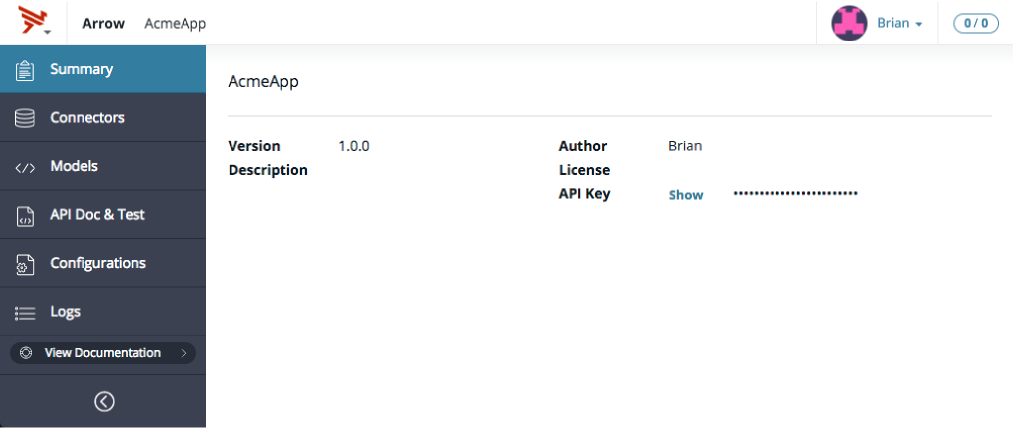 Arrow AcmeApp Brian 0 / 0
Summary
Connectors
Models
API Doc & Test
Configurations
Logs
View Documentation
AcmeApp
Version 1.0.0
Description
Author Brian
License
API Key Show ••••••••••••••••••••••••